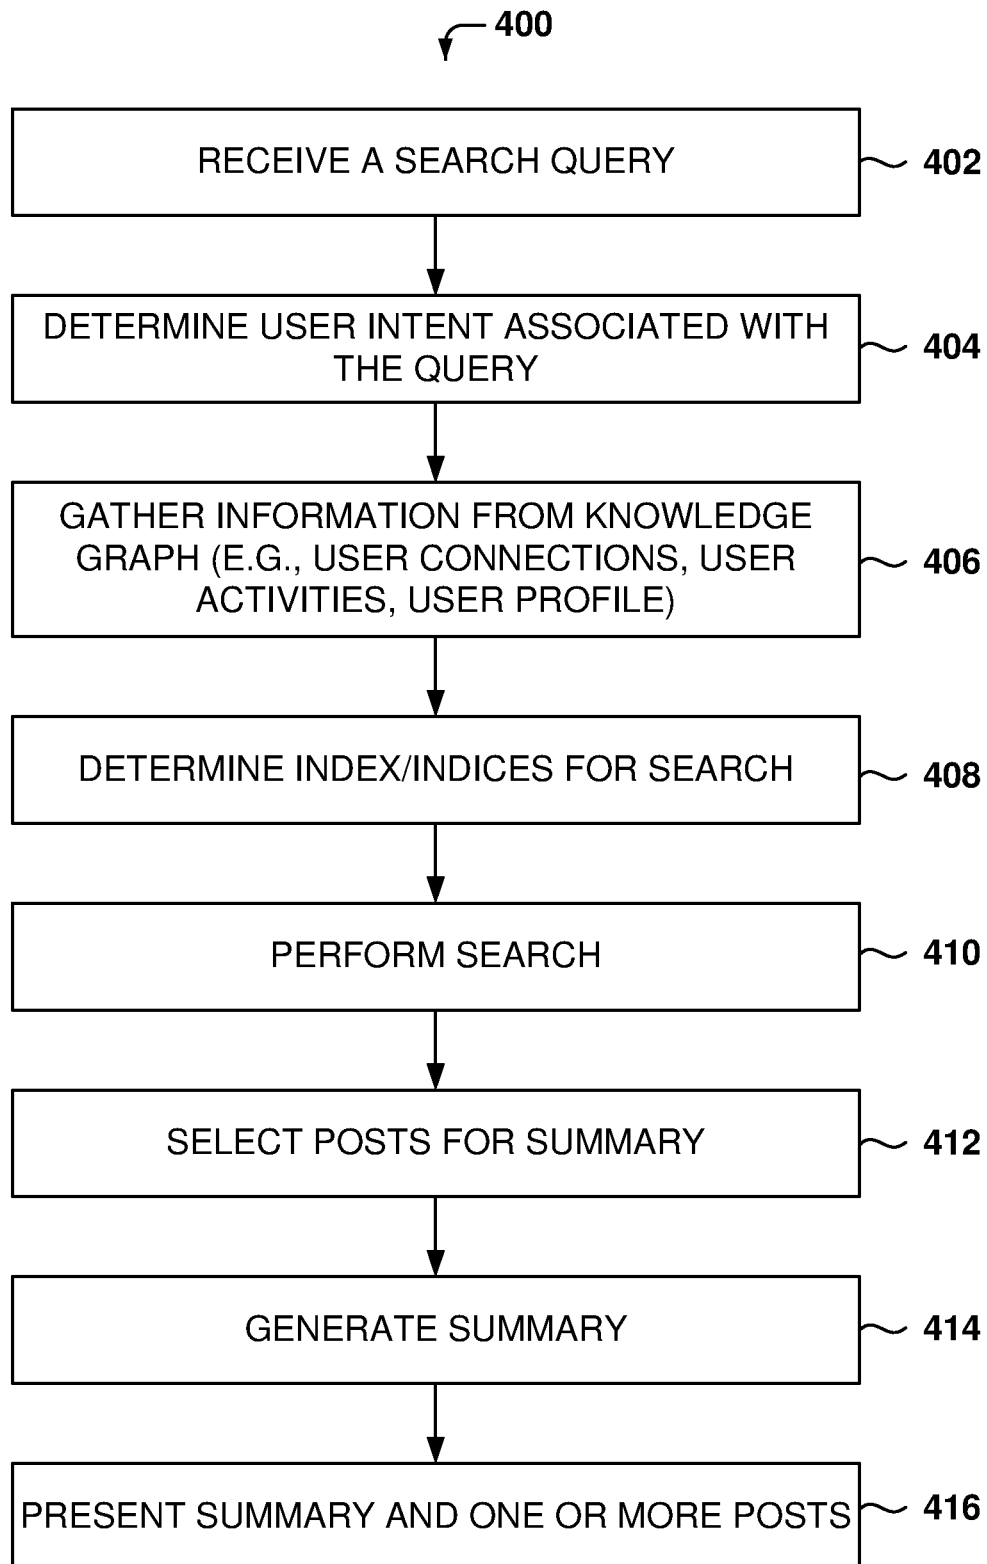 400
RECEIVE A SEARCH QUERY
402
DETERMINE USER INTENT ASSOCIATED WITH
THE QUERY
404
GATHER INFORMATION FROM KNOWLEDGE
GRAPH (E.G., USER CONNECTIONS, USER
ACTIVITIES, USER PROFILE)
406
DETERMINE INDEX/INDICES FOR SEARCH
408
PERFORM SEARCH
410
SELECT POSTS FOR SUMMARY
412
GENERATE SUMMARY
414
PRESENT SUMMARY AND ONE OR MORE POSTS
416